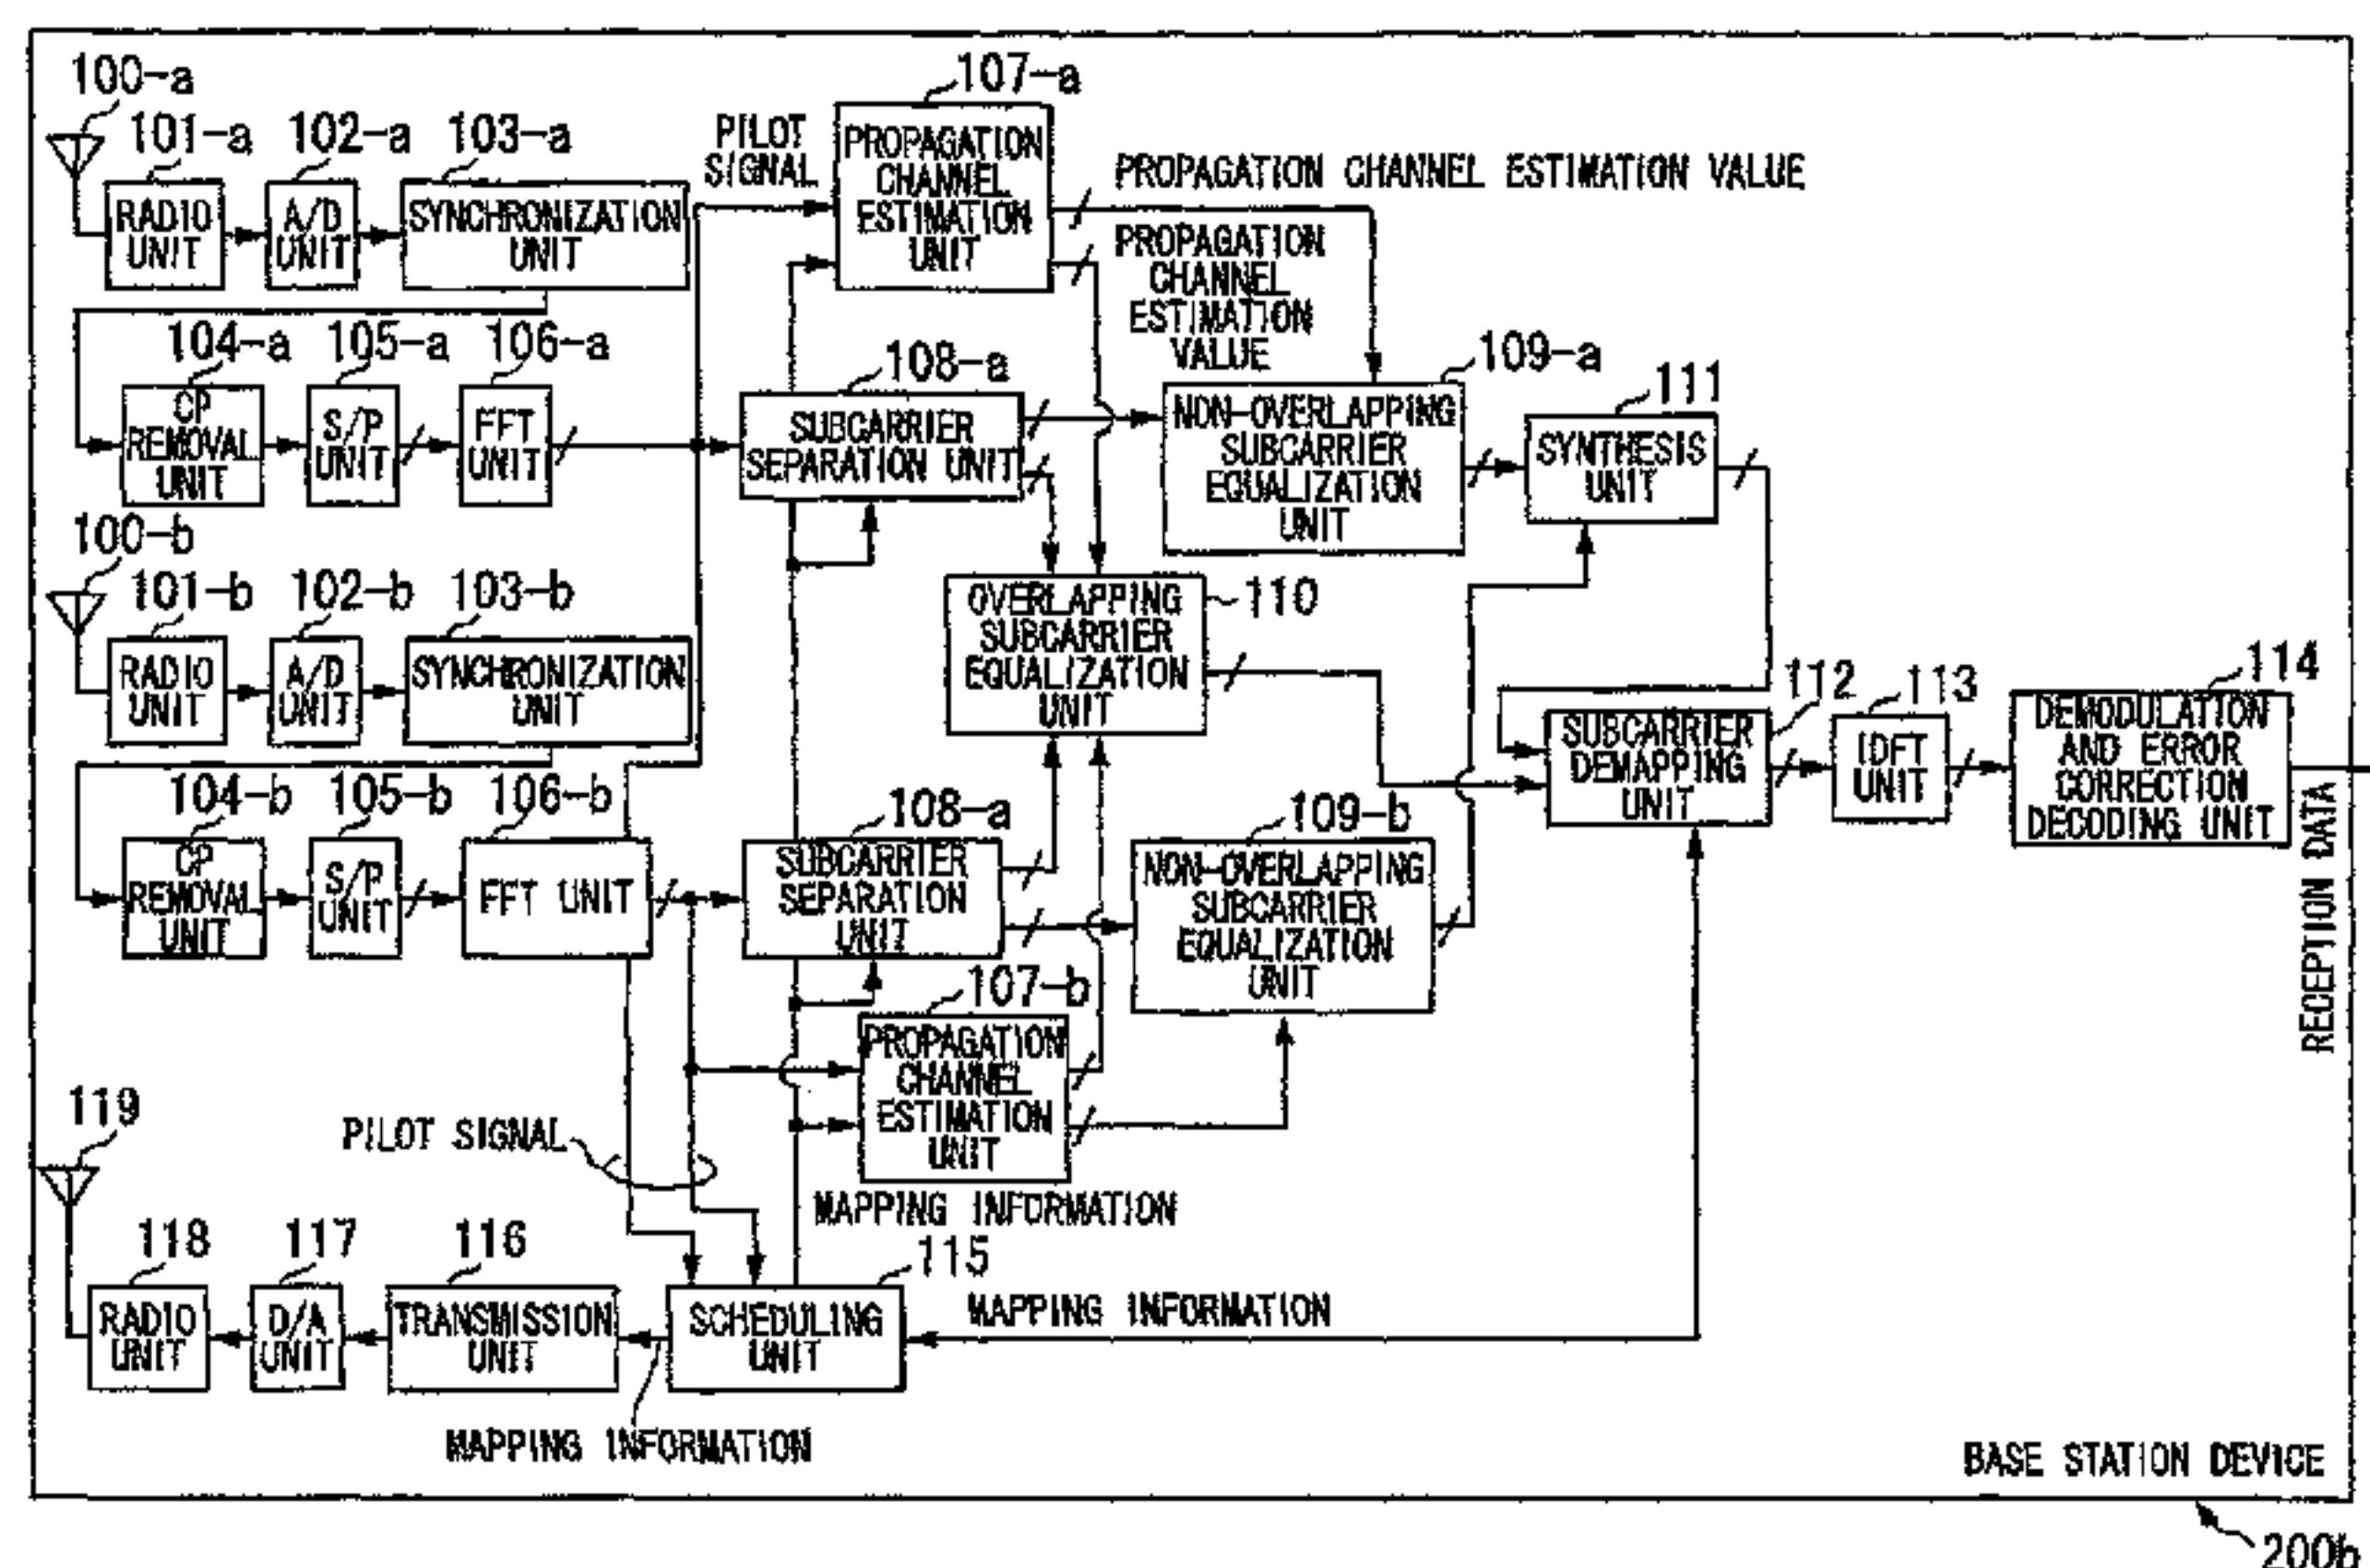 100-a
101-a
102-a
103-a
RADIO
UNIT
A/D
UNIT
SYNCHRONIZATION
UNIT
PILOT
SIGNAL
107-a
PROPAGATION
CHANNEL
ESTIMATION
UNIT
PROPAGATION CHANNEL ESTIMATION VALUE
PROPAGATION
CHANNEL
ESTIMATION
VALUE
104-a
105-a
106-a
CP
REMOVAL
UNIT
S/P
UNIT
FFT
UNIT
108-a
SUBCARRIER
SEPARATION UNIT
109-a
NON-OVERLAPPING
SUBCARRIER
EQUALIZATION
UNIT
111
SYNTHESIS
UNIT
100-b
101-b
102-b
103-b
RADIO
UNIT
A/D
UNIT
SYNCHRONIZATION
UNIT
110
OVERLAPPING
SUBCARRIER
EQUALIZATION
UNIT
112
SUBCARRIER
DEMAPPING
UNIT
113
IDFT
UNIT
114
DEMODULATION
AND ERROR
CORRECTION
DECODING UNIT
RECEPTION DATA
104-b
105-b
106-b
CP
REMOVAL
UNIT
S/P
UNIT
FFT UNIT
108-a
SUBCARRIER
SEPARATION
UNIT
109-b
NON-OVERLAPPING
SUBCARRIER
EQUALIZATION
UNIT
107-b
PROPAGATION
CHANNEL
ESTIMATION
UNIT
PILOT SIGNAL
MAPPING INFORMATION
119
118
RADIO
UNIT
117
D/A
UNIT
116
TRANSMISSION
UNIT
115
SCHEDULING
UNIT
MAPPING INFORMATION
MAPPING INFORMATION
BASE STATION DEVICE
200b